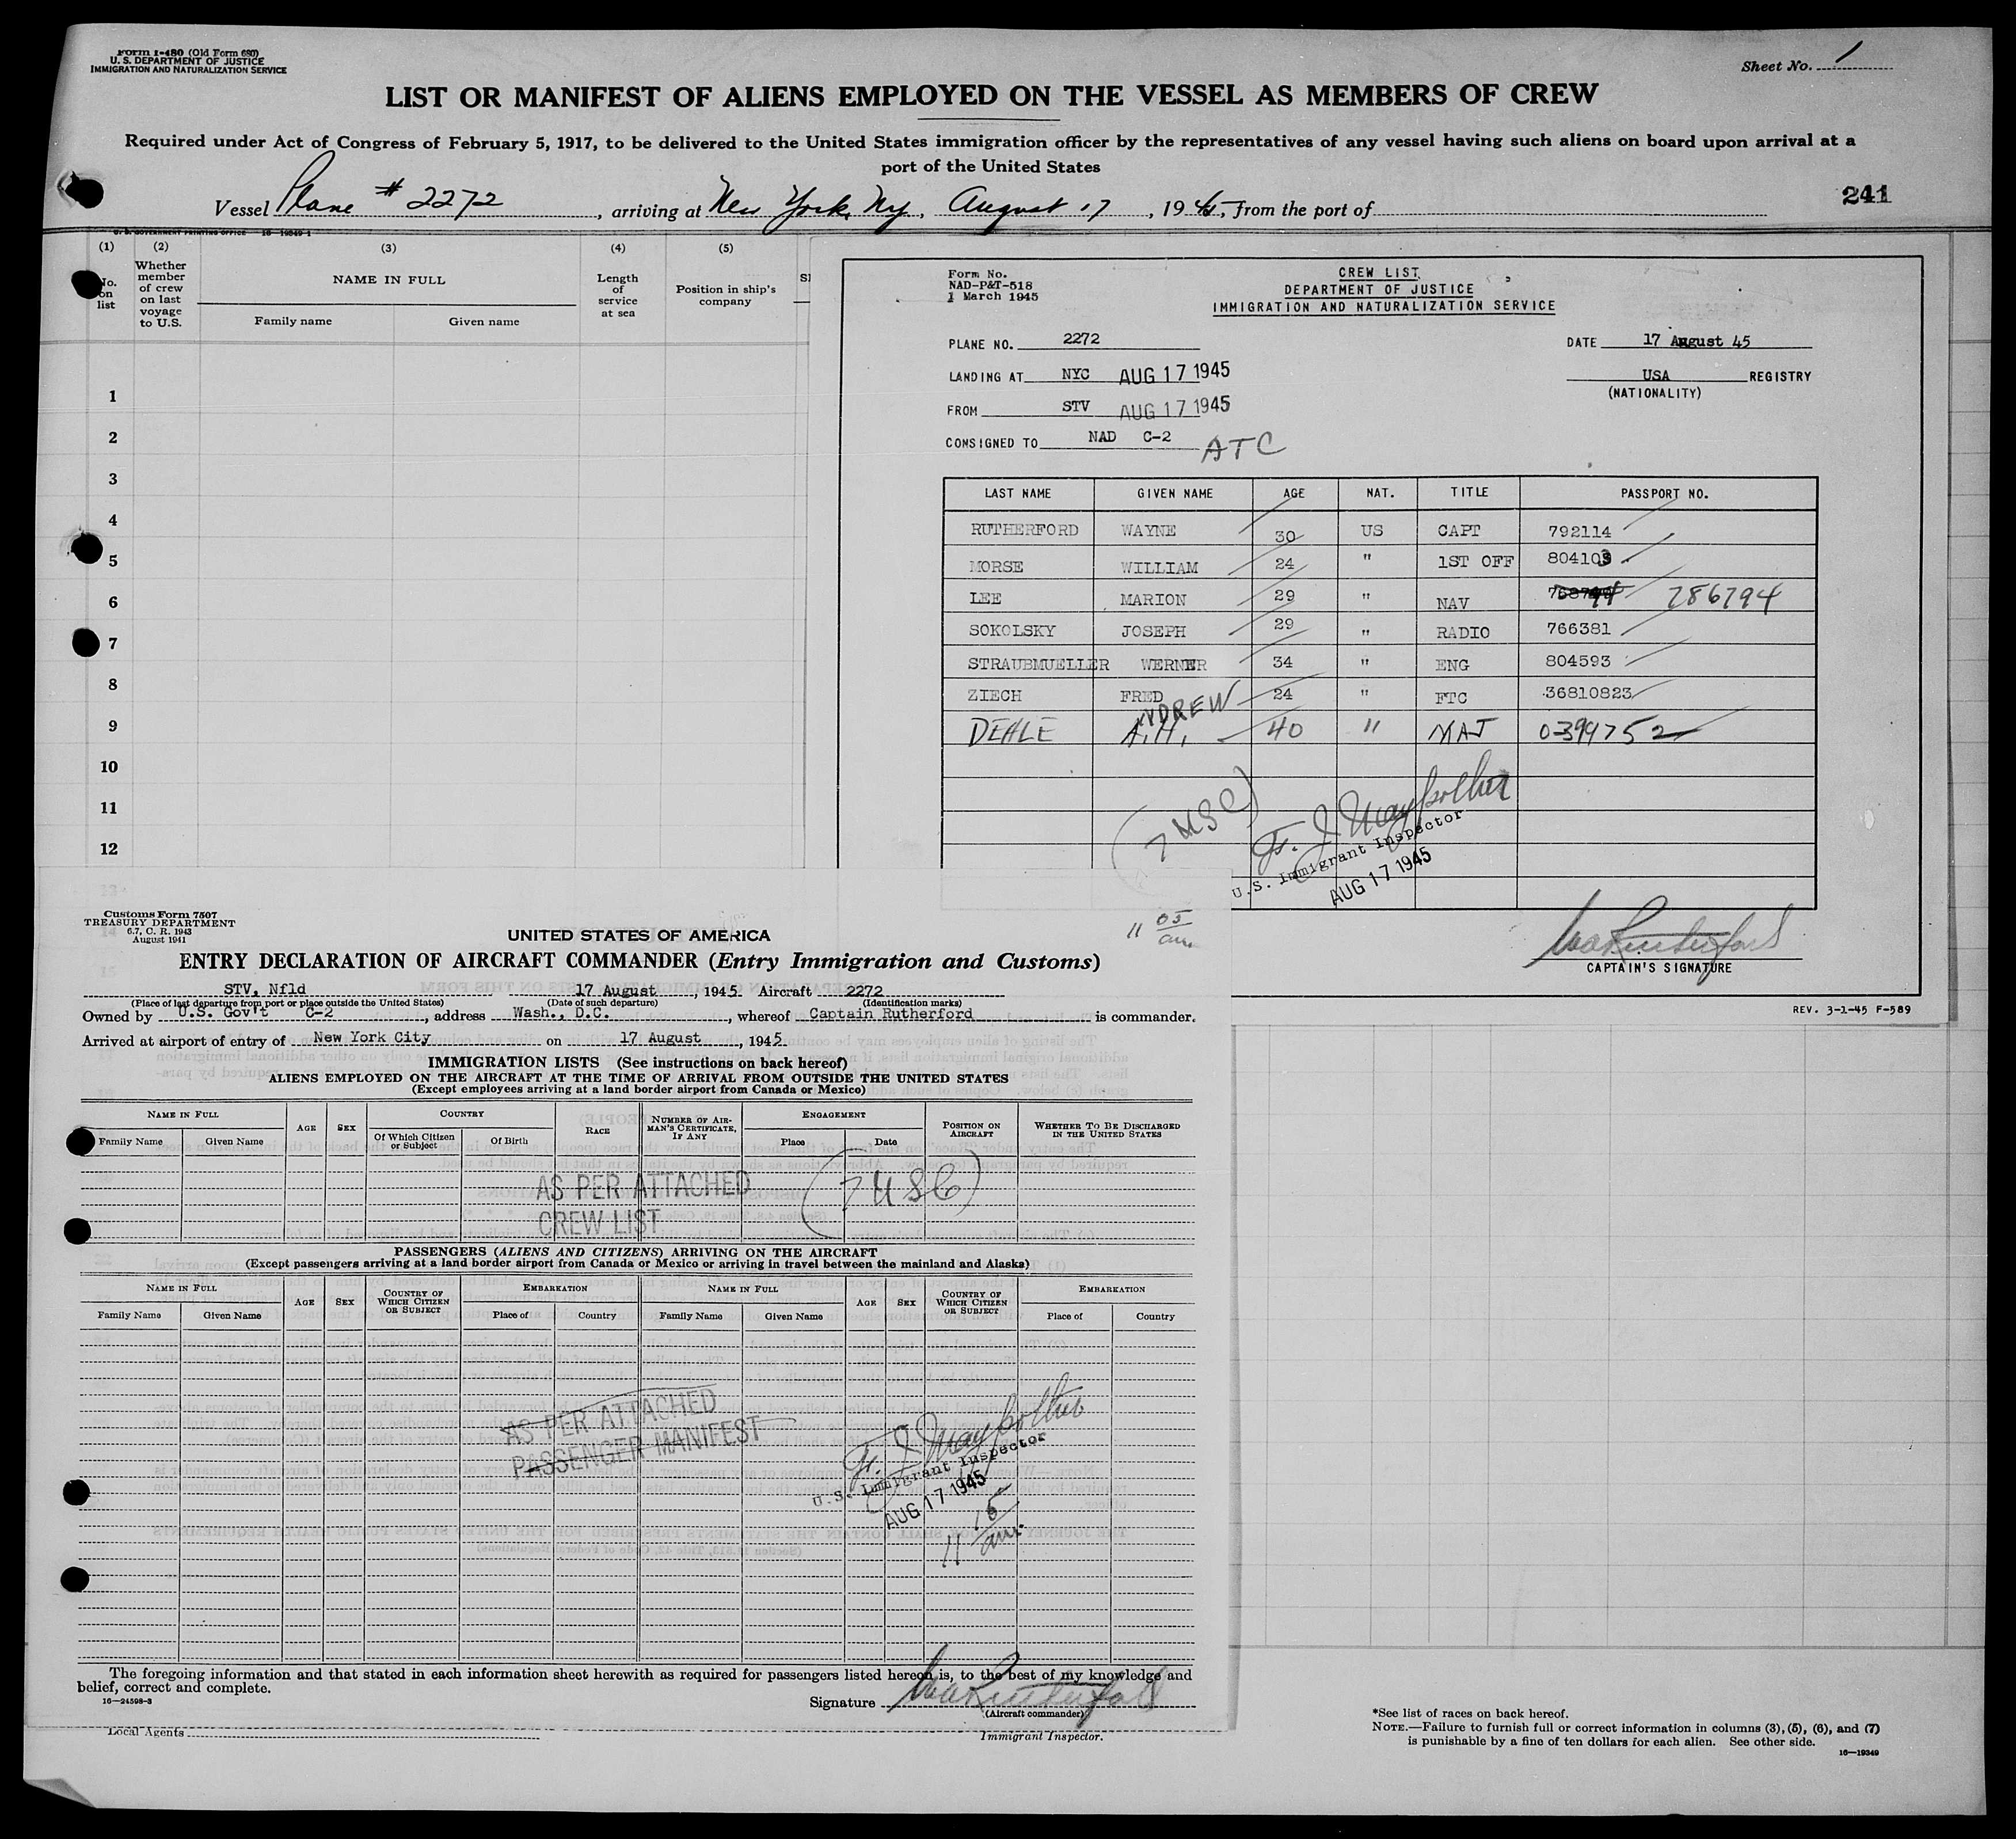 Form I-480 (Old Form 680)
U. S. DEPARTMENT OF JUSTICE
IMMIGRATION AND NATURALIZATION SERVICE
Sheet No. 1
LIST OR MANIFEST OF ALIENS EMPLOYED ON THE VESSEL AS MEMBERS OF CREW
Required under Act of Congress of February 5, 1917, to be delivered to the United States immigration officer by the representatives of any vessel having such aliens on board upon arrival at a
port of the United States
Vessel Plane # 2272, arriving at New York, N.Y., August 17, 1945, from the port of
241
U. S. GOVERNMENT PRINTING OFFICE 16—19349-1
(1) (2) (3) (4) (5)
No. on list
Whether member of crew on last voyage to U.S.
NAME IN FULL
Family name Given name
Length of service at sea
Position in ship's company
1
2
3
4
5
6
7
8
9
10
11
12
Form No.
NAD-P&T-518
1 March 1945
CREW LIST
DEPARTMENT OF JUSTICE
IMMIGRATION AND NATURALIZATION SERVICE
PLANE NO. 2272
DATE 17 August 45
LANDING AT NYC AUG 17 1945
USA REGISTRY
(NATIONALITY)
FROM STV AUG 17 1945
CONSIGNED TO NAD C-2 ATC
LAST NAME GIVEN NAME AGE NAT. TITLE PASSPORT NO.
RUTHERFORD WAYNE 30 US CAPT 792114
MORSE WILLIAM 24 " 1ST OFF 804103
LEE MARION 29 " NAV 786794
SOKOLSKY JOSEPH 29 " RADIO 766381
STRAUBMUELLER WERNER 34 " ENG 804593
ZIECH FRED 24 " FTC 36810823
ANDREW
DEHLE A.H. 40 " MAJ 0399752
(7 USC)
U.S. Immigrant Inspector
AUG 17 1945
11 05 am.
CAPTAIN'S SIGNATURE
REV. 3-1-45 F-589
Customs Form 7507
TREASURY DEPARTMENT
6.7, C. R. 1943
August 1941
UNITED STATES OF AMERICA
ENTRY DECLARATION OF AIRCRAFT COMMANDER (Entry Immigration and Customs)
STV, Nfld 17 August, 1945 Aircraft 2272
(Place of last departure from port or place outside the United States) (Date of such departure) (Identification marks)
Owned by U.S. Gov't C-2, address Wash., D.C., whereof Captain Rutherford is commander.
Arrived at airport of entry of New York City on 17 August, 1945
IMMIGRATION LISTS (See instructions on back hereof)
ALIENS EMPLOYED ON THE AIRCRAFT AT THE TIME OF ARRIVAL FROM OUTSIDE THE UNITED STATES
(Except employees arriving at a land border airport from Canada or Mexico)
NAME IN FULL AGE SEX COUNTRY RACE NUMBER OF AIRMAN'S CERTIFICATE, IF ANY ENGAGEMENT POSITION ON AIRCRAFT WHETHER TO BE DISCHARGED IN THE UNITED STATES
Family Name Given Name Of Which Citizen or Subject Of Birth Place Date
AS PER ATTACHED
CREW LIST
(7 USC)
PASSENGERS (ALIENS AND CITIZENS) ARRIVING ON THE AIRCRAFT
(Except passengers arriving at a land border airport from Canada or Mexico or arriving in travel between the mainland and Alaska)
NAME IN FULL AGE SEX COUNTRY OF WHICH CITIZEN OR SUBJECT EMBARKATION NAME IN FULL AGE SEX COUNTRY OF WHICH CITIZEN OR SUBJECT EMBARKATION
Family Name Given Name Place of Country Family Name Given Name Place of Country
AS PER ATTACHED
PASSENGER MANIFEST
U.S. Immigrant Inspector
AUG 17 1945
11 15 am.
The foregoing information and that stated in each information sheet herewith as required for passengers listed hereon is, to the best of my knowledge and
belief, correct and complete.
16—24598-3
Signature
(Aircraft commander)
Local Agents
Immigrant Inspector.
*See list of races on back hereof.
NOTE.—Failure to furnish full or correct information in columns (3), (5), (6), and (7)
is punishable by a fine of ten dollars for each alien. See other side.
16—19349